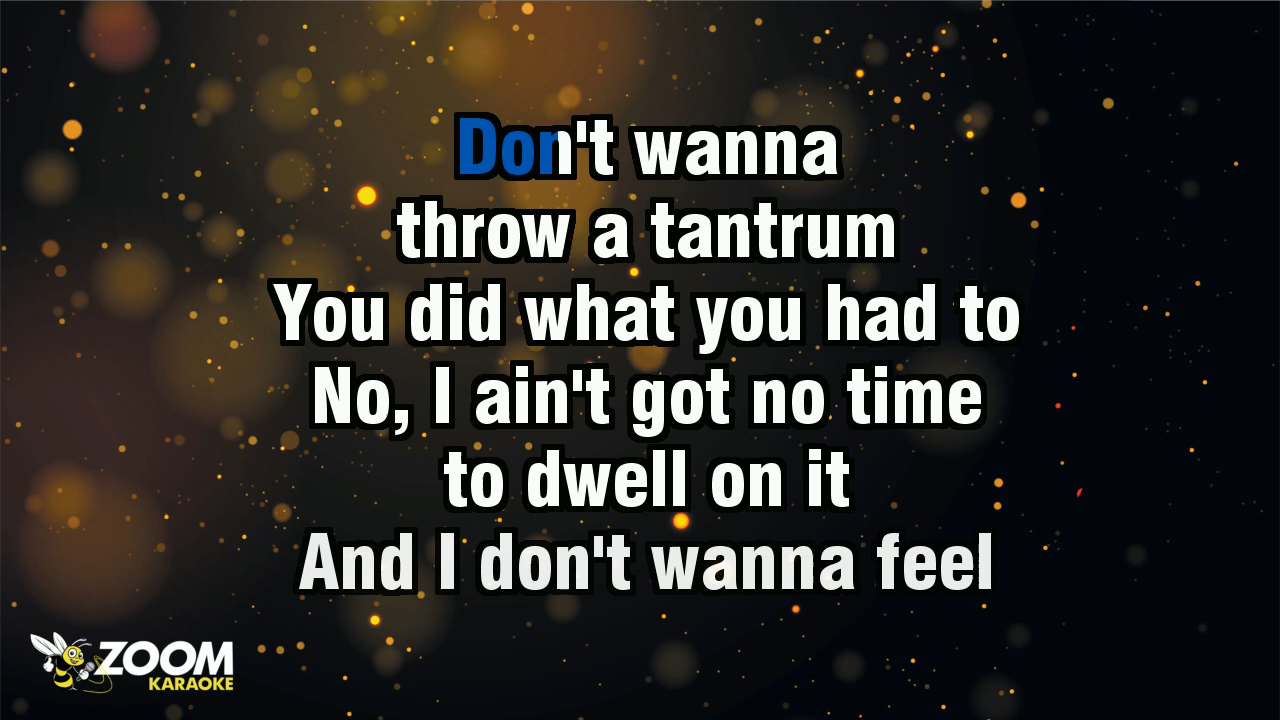 Don't wanna
throw a tantrum
You did what you had to
No, I ain't got no time
to dwell on it
And I don't wanna feel
ZOOM
KARAOKE